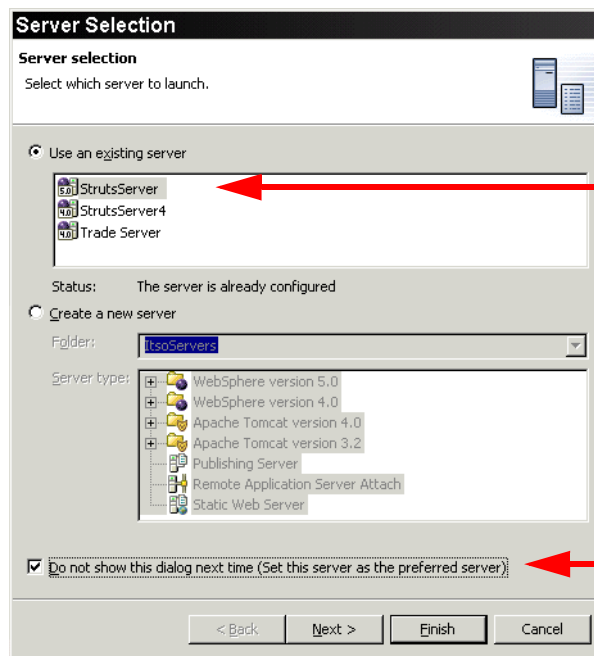 Server Selection
Server selection
Select which server to launch.
Use an existing server
5.0 StrutsServer
4.0 StrutsServer4
4.0 Trade Server
Status: The server is already configured
Create a new server
Folder: ItsoServers
Server type:
WebSphere version 5.0
WebSphere version 4.0
Apache Tomcat version 4.0
Apache Tomcat version 3.2
Publishing Server
Remote Application Server Attach
Static Web Server
Do not show this dialog next time (Set this server as the preferred server)
< Back Next > Finish Cancel